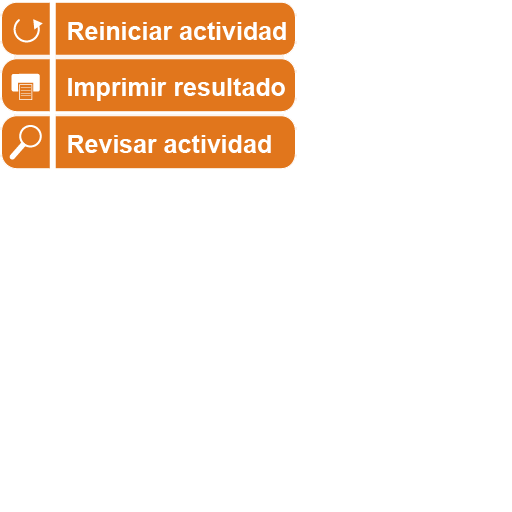 Reiniciar actividad
Imprimir resultado
Revisar actividad